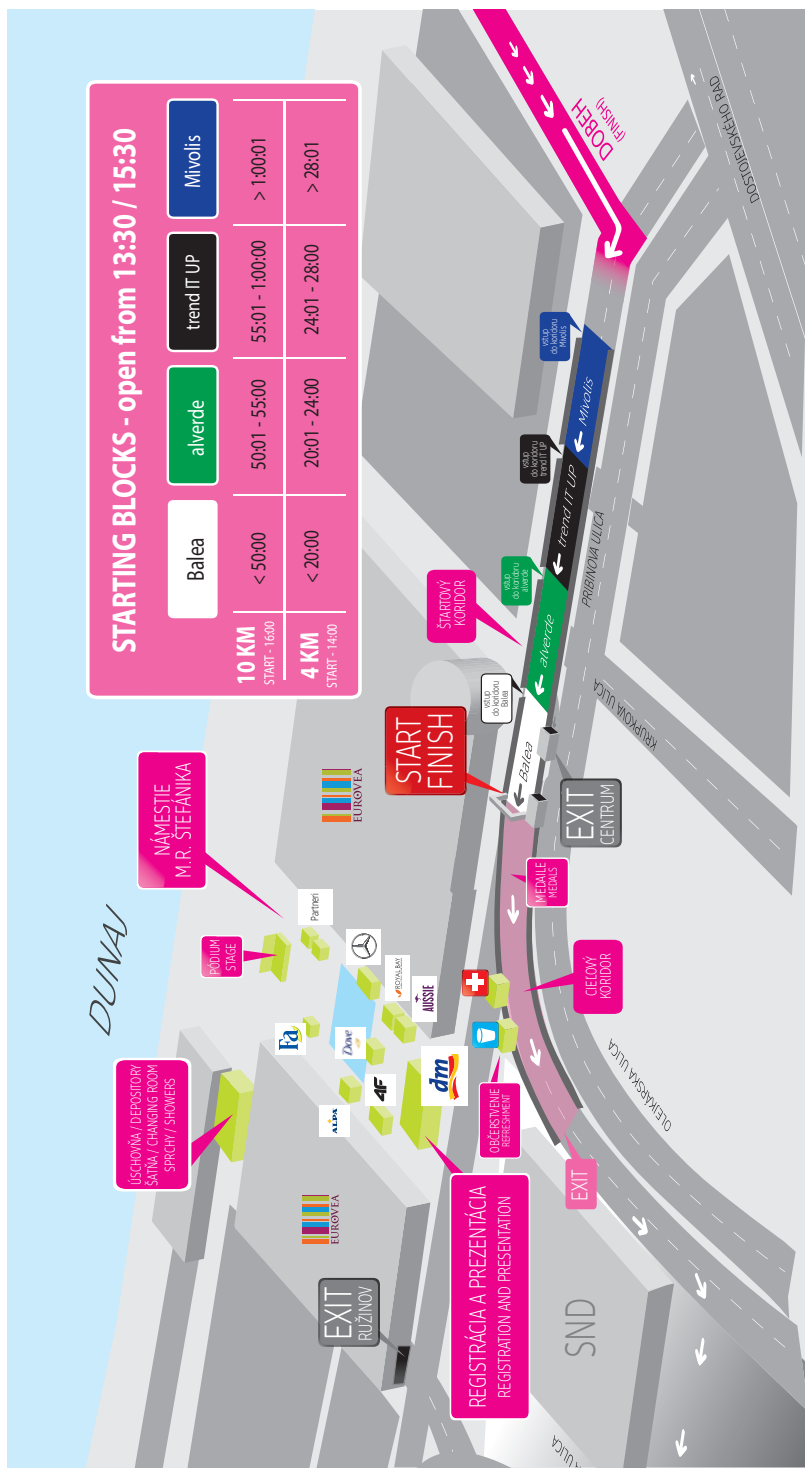 STARTING BLOCKS - open from 13:30 / 15:30
Balea
alverde
trend IT UP
Mivolis
10 KM
START - 16:00
< 50:00
50:01 - 55:00
55:01 - 1:00:00
> 1:00:01
4 KM
START - 14:00
< 20:00
20:01 - 24:00
24:01 - 28:00
> 28:01
DUNAJ
ÚSCHOVŇA / DEPOSITORY
ŠATŇA / CHANGING ROOM
SPRCHY / SHOWERS
PÓDIUM
STAGE
NÁMESTIE
M.R. ŠTEFÁNIKA
Partneri
EUROVEA
EUROVEA
Fa
Dove
ALPA
4F
ROYAL BAY
AUSSIE
dm
EXIT
RUŽINOV
REGISTRÁCIA A PREZENTÁCIA
REGISTRATION AND PRESENTATION
OBČERSTVENIE
REFRESHMENT
START
FINISH
ŠTARTOVÝ
KORIDOR
vstup
do koridoru
Balea
vstup
do koridoru
alverde
vstup
do koridoru
trend IT UP
vstup
do koridoru
Mivolis
Balea
alverde
trend IT UP
Mivolis
DOBEH
(FINISH)
DOSTOJEVSKÉHO RAD
PRIBINOVA ULICA
KRUPKOVA ULICA
EXIT
CENTRUM
MEDAILE
MEDALS
CIEĽOVÝ
KORIDOR
OLEJKÁRSKA ULICA
EXIT
SND
ULICA